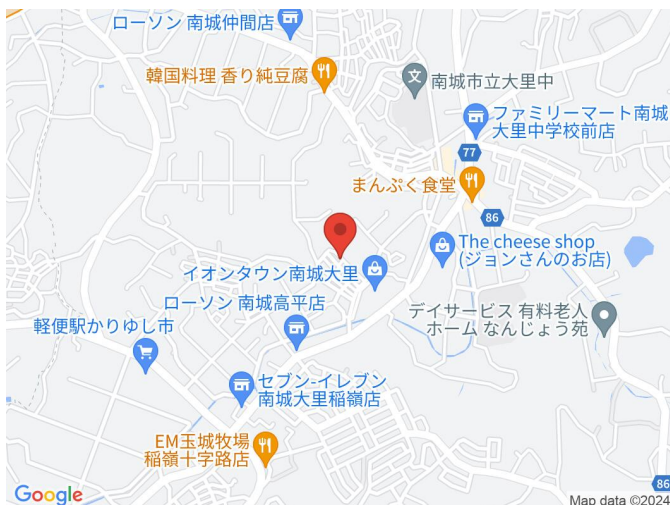 ローソン 南城仲間店
韓国料理 香り純豆腐
文
南城市立大里中
ファミリーマート南城
大里中学校前店
77
まんぷく食堂
86
The cheese shop
(ジョンさんのお店)
イオンタウン南城大里
ローソン 南城高平店
デイサービス 有料老人
ホーム なんじょう苑
軽便駅かりゆし市
セブン-イレブン
南城大里稲嶺店
EM玉城牧場
稲嶺十字路店
86
Google
Map data ©2024